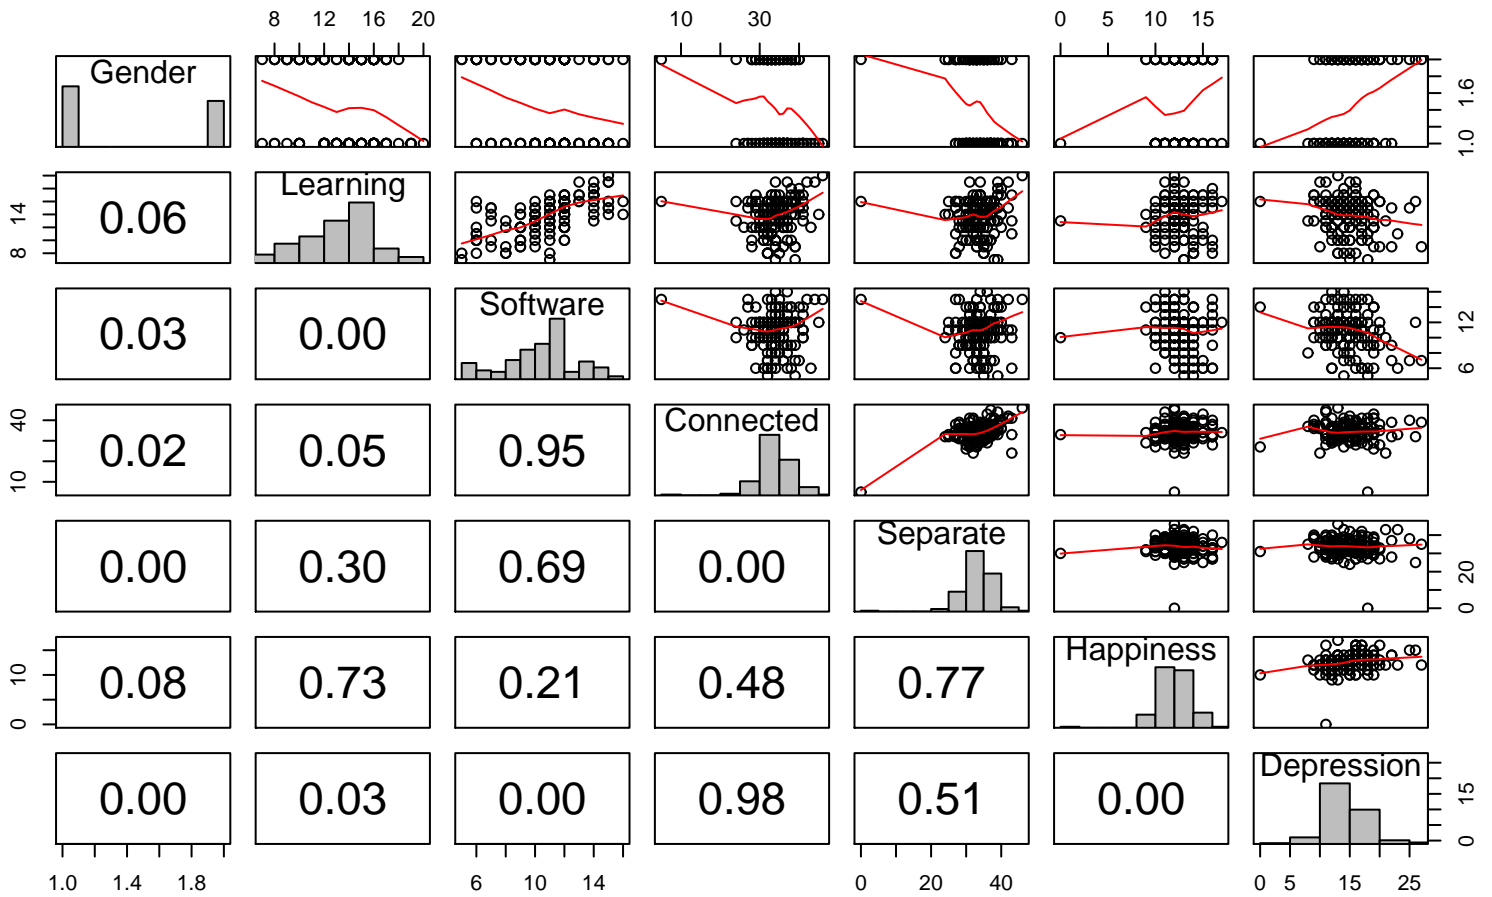 8 12 16 20 10 30 0 5 10 15
Gender
1.0 1.6
0.06 Learning
8 14
0.03 0.00 Software
6 12
0.02 0.05 0.95 Connected
10 40
0.00 0.30 0.69 0.00 Separate
0 20
0.08 0.73 0.21 0.48 0.77 Happiness
0 10
0.00 0.03 0.00 0.98 0.51 0.00 Depression
0 15
1.0 1.4 1.8 6 10 14 0 20 40 0 5 15 25